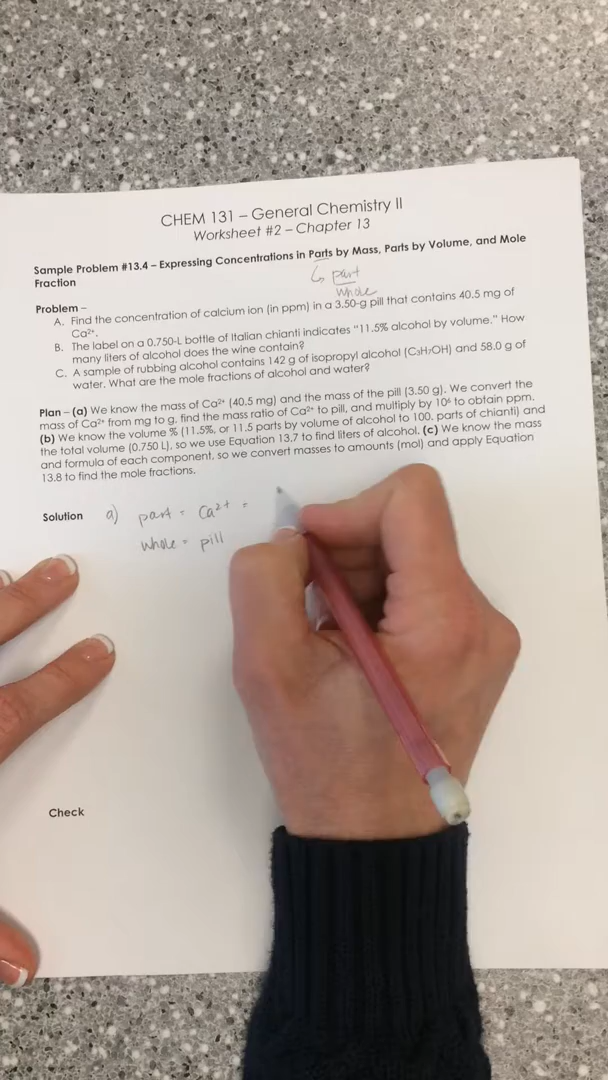 CHEM 131 – General Chemistry II
Worksheet #2 – Chapter 13
Sample Problem #13.4 – Expressing Concentrations in Parts by Mass, Parts by Volume, and Mole
Fraction
↳ part
whole
Problem –
A. Find the concentration of calcium ion (in ppm) in a 3.50-g pill that contains 40.5 mg of
Ca²⁺.
B. The label on a 0.750-L bottle of Italian chianti indicates "11.5% alcohol by volume." How
many liters of alcohol does the wine contain?
C. A sample of rubbing alcohol contains 142 g of isopropyl alcohol (C₃H₇OH) and 58.0 g of
water. What are the mole fractions of alcohol and water?
Plan – (a) We know the mass of Ca²⁺ (40.5 mg) and the mass of the pill (3.50 g). We convert the
mass of Ca²⁺ from mg to g, find the mass ratio of Ca²⁺ to pill, and multiply by 10⁶ to obtain ppm.
(b) We know the volume % (11.5%, or 11.5 parts by volume of alcohol to 100. parts of chianti) and
the total volume (0.750 L), so we use Equation 13.7 to find liters of alcohol. (c) We know the mass
and formula of each component, so we convert masses to amounts (mol) and apply Equation
13.8 to find the mole fractions.
Solution a) part = Ca²⁺ =
whole = pill
Check